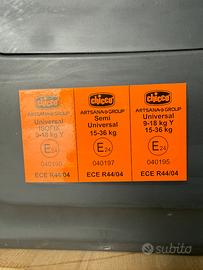 chicco
ARTSANA GROUP
Universal
ISOFIX
9-18 kg Y
E24
040195
ECE R44/04
chicco
ARTSANA GROUP
Semi
Universal
15-36 kg
E24
040197
ECE R44/04
chicco
ARTSANA GROUP
Universal
9-18 kg Y
15-36 kg
E24
040195
ECE R44/04
subito